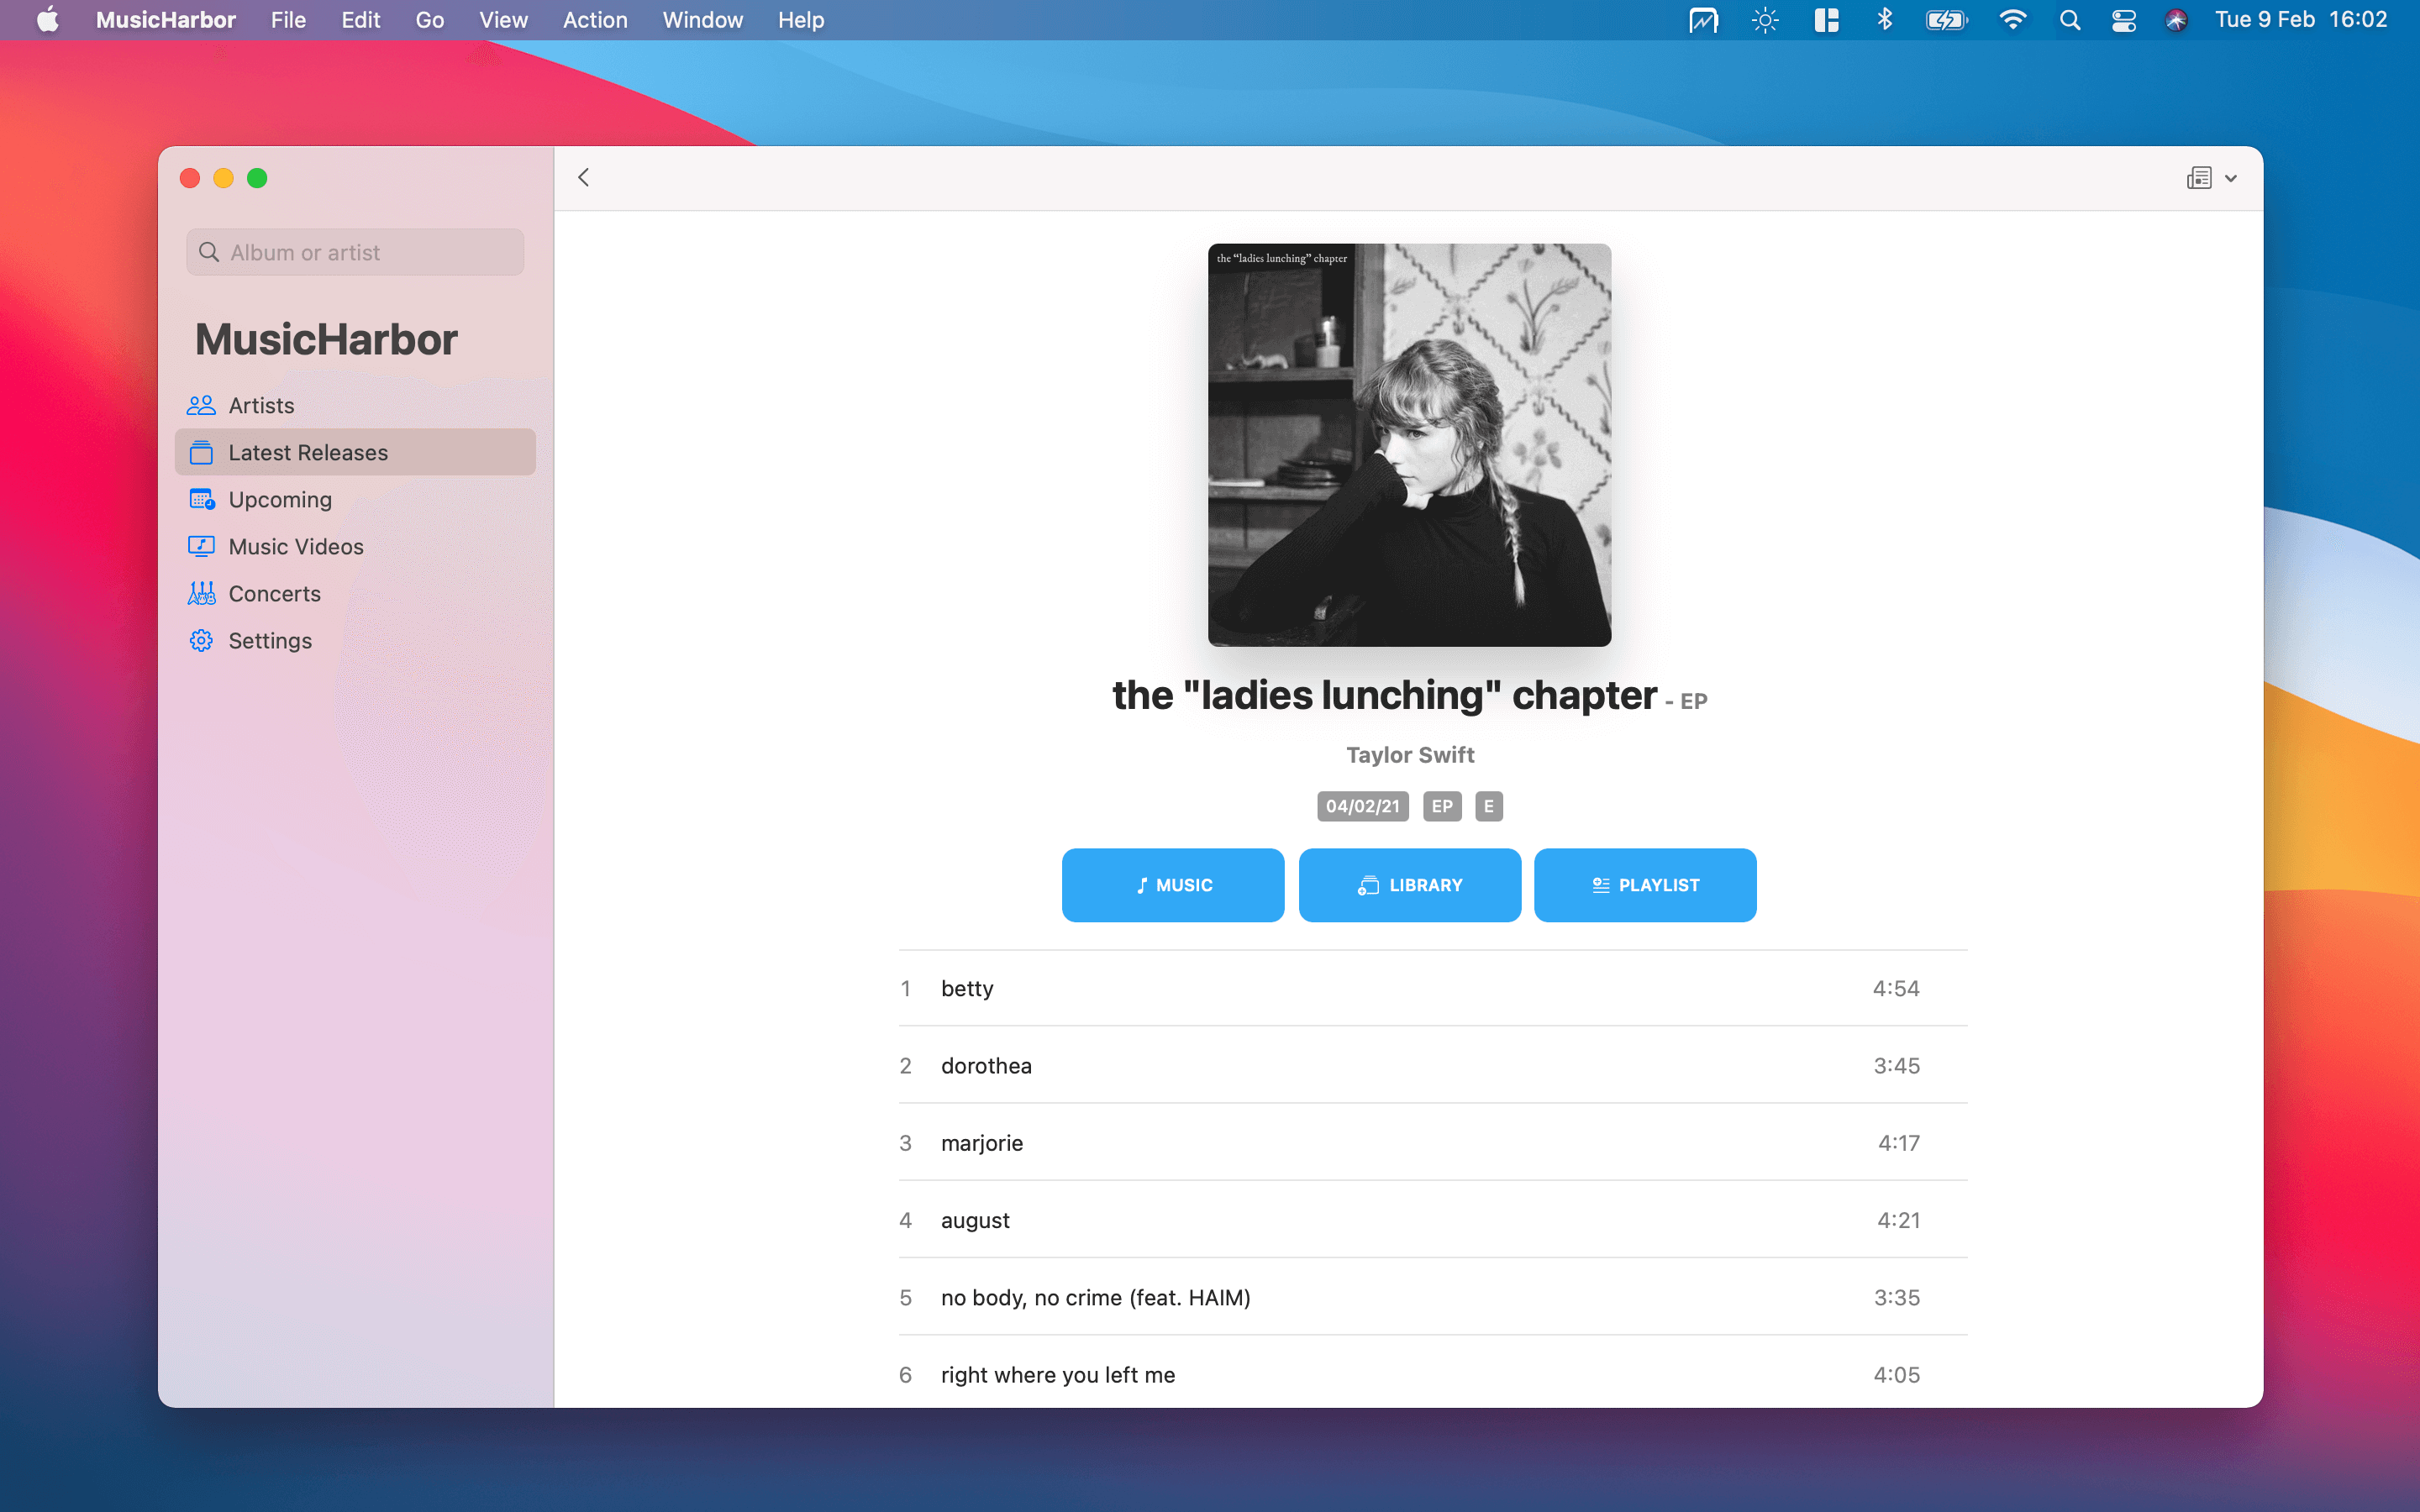 MusicHarbor File Edit Go View Action Window Help Tue 9 Feb 16:02
Album or artist
MusicHarbor
Artists
Latest Releases
Upcoming
Music Videos
Concerts
Settings
the “ladies lunching” chapter
the "ladies lunching" chapter - EP
Taylor Swift
04/02/21 EP E
MUSIC LIBRARY PLAYLIST
1 betty 4:54
2 dorothea 3:45
3 marjorie 4:17
4 august 4:21
5 no body, no crime (feat. HAIM) 3:35
6 right where you left me 4:05